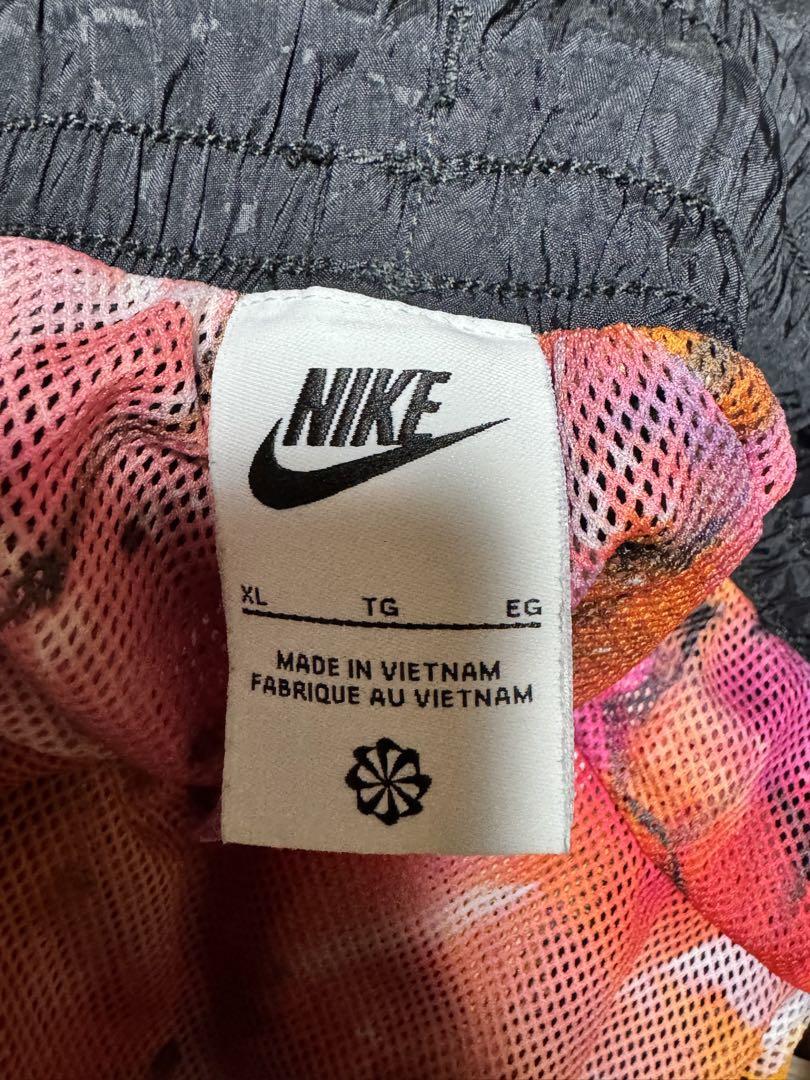 NIKE
XL TG EG
MADE IN VIETNAM
FABRIQUE AU VIETNAM